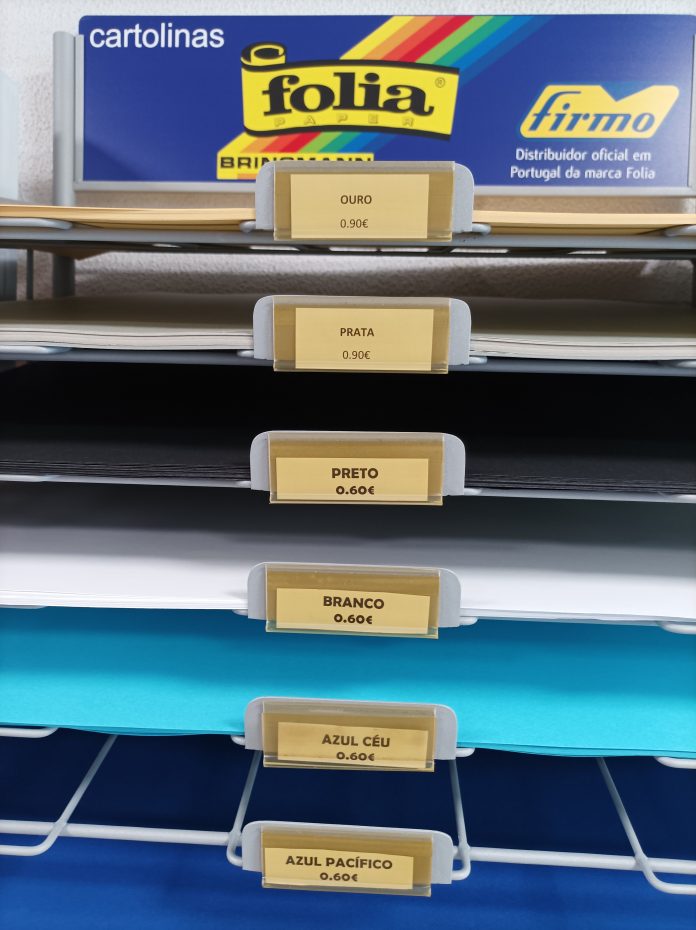 cartolinas
folia®
PAPER
BRINGMANN
firmo
Distribuidor oficial em
Portugal da marca Folia
OURO
0.90€
PRATA
0.90€
PRETO
0.60€
BRANCO
0.60€
AZUL CÉU
0.60€
AZUL PACÍFICO
0.60€